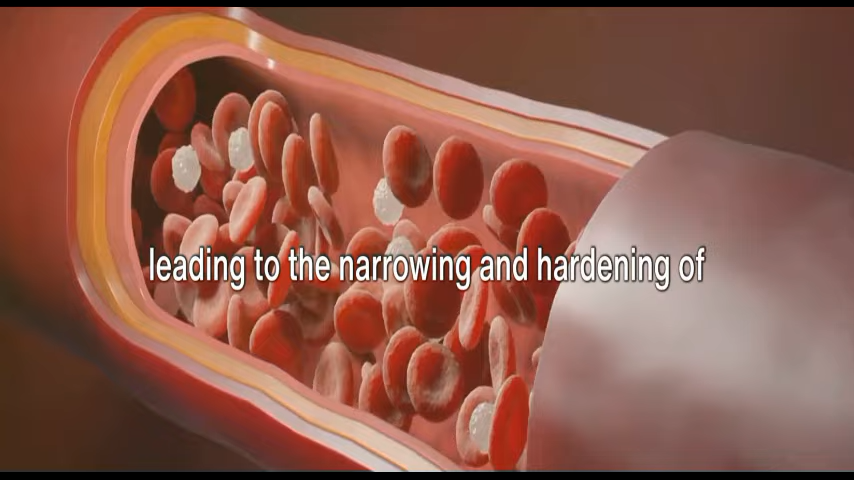 leading to the narrowing and hardening of